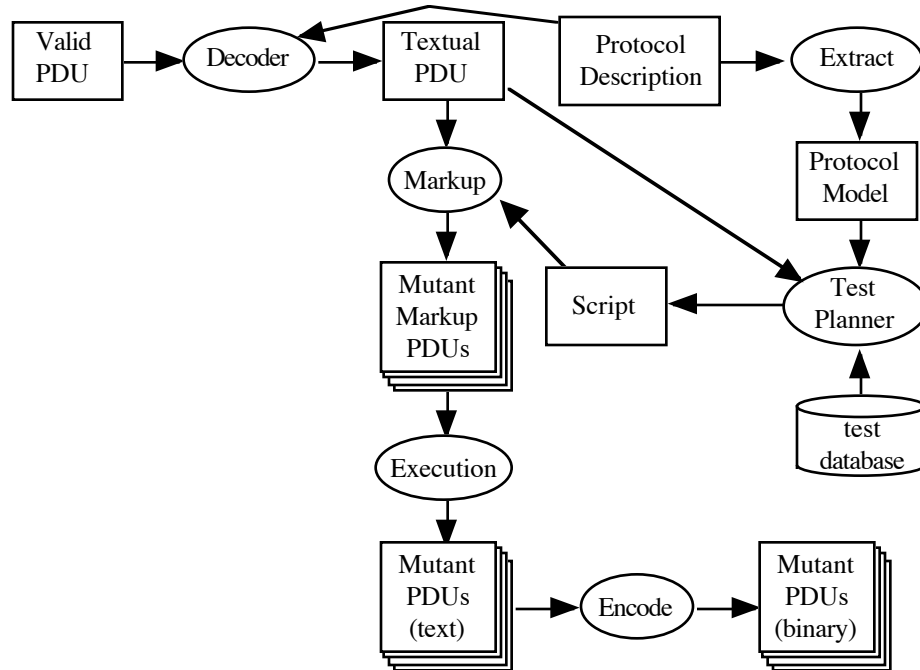 Valid
PDU
Decoder
Textual
PDU
Protocol
Description
Extract
Markup
Protocol
Model
Mutant
Markup
PDUs
Script
Test
Planner
test
database
Execution
Mutant
PDUs
(text)
Encode
Mutant
PDUs
(binary)